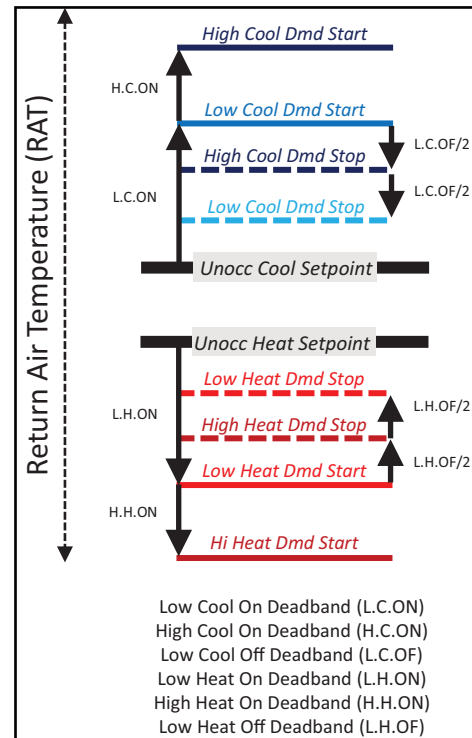 Return Air Temperature (RAT)
High Cool Dmd Start
H.C.ON
Low Cool Dmd Start
L.C.OF/2
High Cool Dmd Stop
L.C.ON
L.C.OF/2
Low Cool Dmd Stop
Unocc Cool Setpoint
Unocc Heat Setpoint
Low Heat Dmd Stop
L.H.OF/2
L.H.ON
High Heat Dmd Stop
L.H.OF/2
Low Heat Dmd Start
H.H.ON
Hi Heat Dmd Start
Low Cool On Deadband (L.C.ON)
High Cool On Deadband (H.C.ON)
Low Cool Off Deadband (L.C.OF)
Low Heat On Deadband (L.H.ON)
High Heat On Deadband (H.H.ON)
Low Heat Off Deadband (L.H.OF)